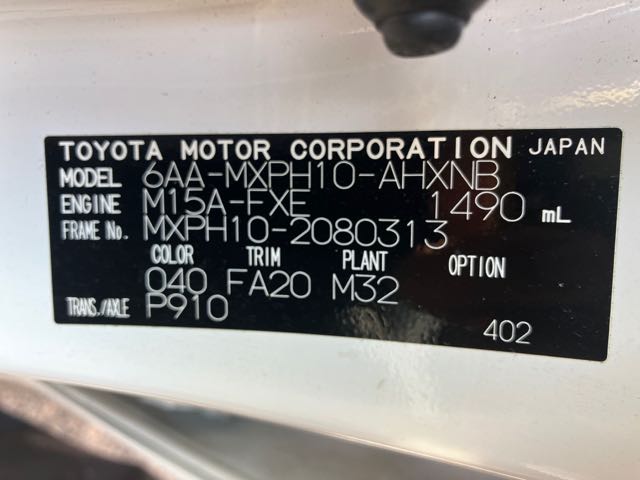 TOYOTA MOTOR CORPORATION JAPAN
MODEL 6AA-MXPH10-AHXNB
ENGINE M15A-FXE 1490 mL
FRAME No. MXPH10-2080313
COLOR TRIM PLANT OPTION
040 FA20 M32
TRANS./AXLE P910
402